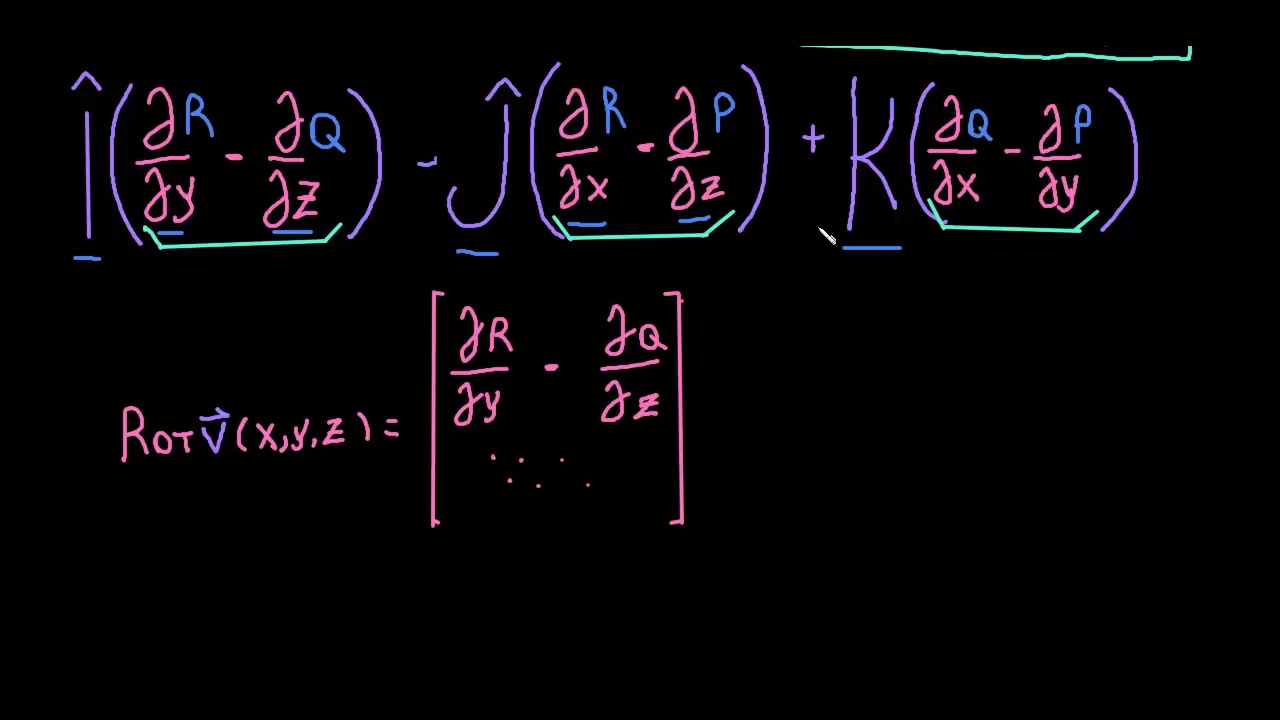 î(∂R/∂y - ∂Q/∂z) - Ĵ(∂R/∂x - ∂P/∂z) + K(∂Q/∂x - ∂P/∂y)
[∂R/∂y - ∂Q/∂z
Rot v⃗(x,y,z) =
. . . . . .]